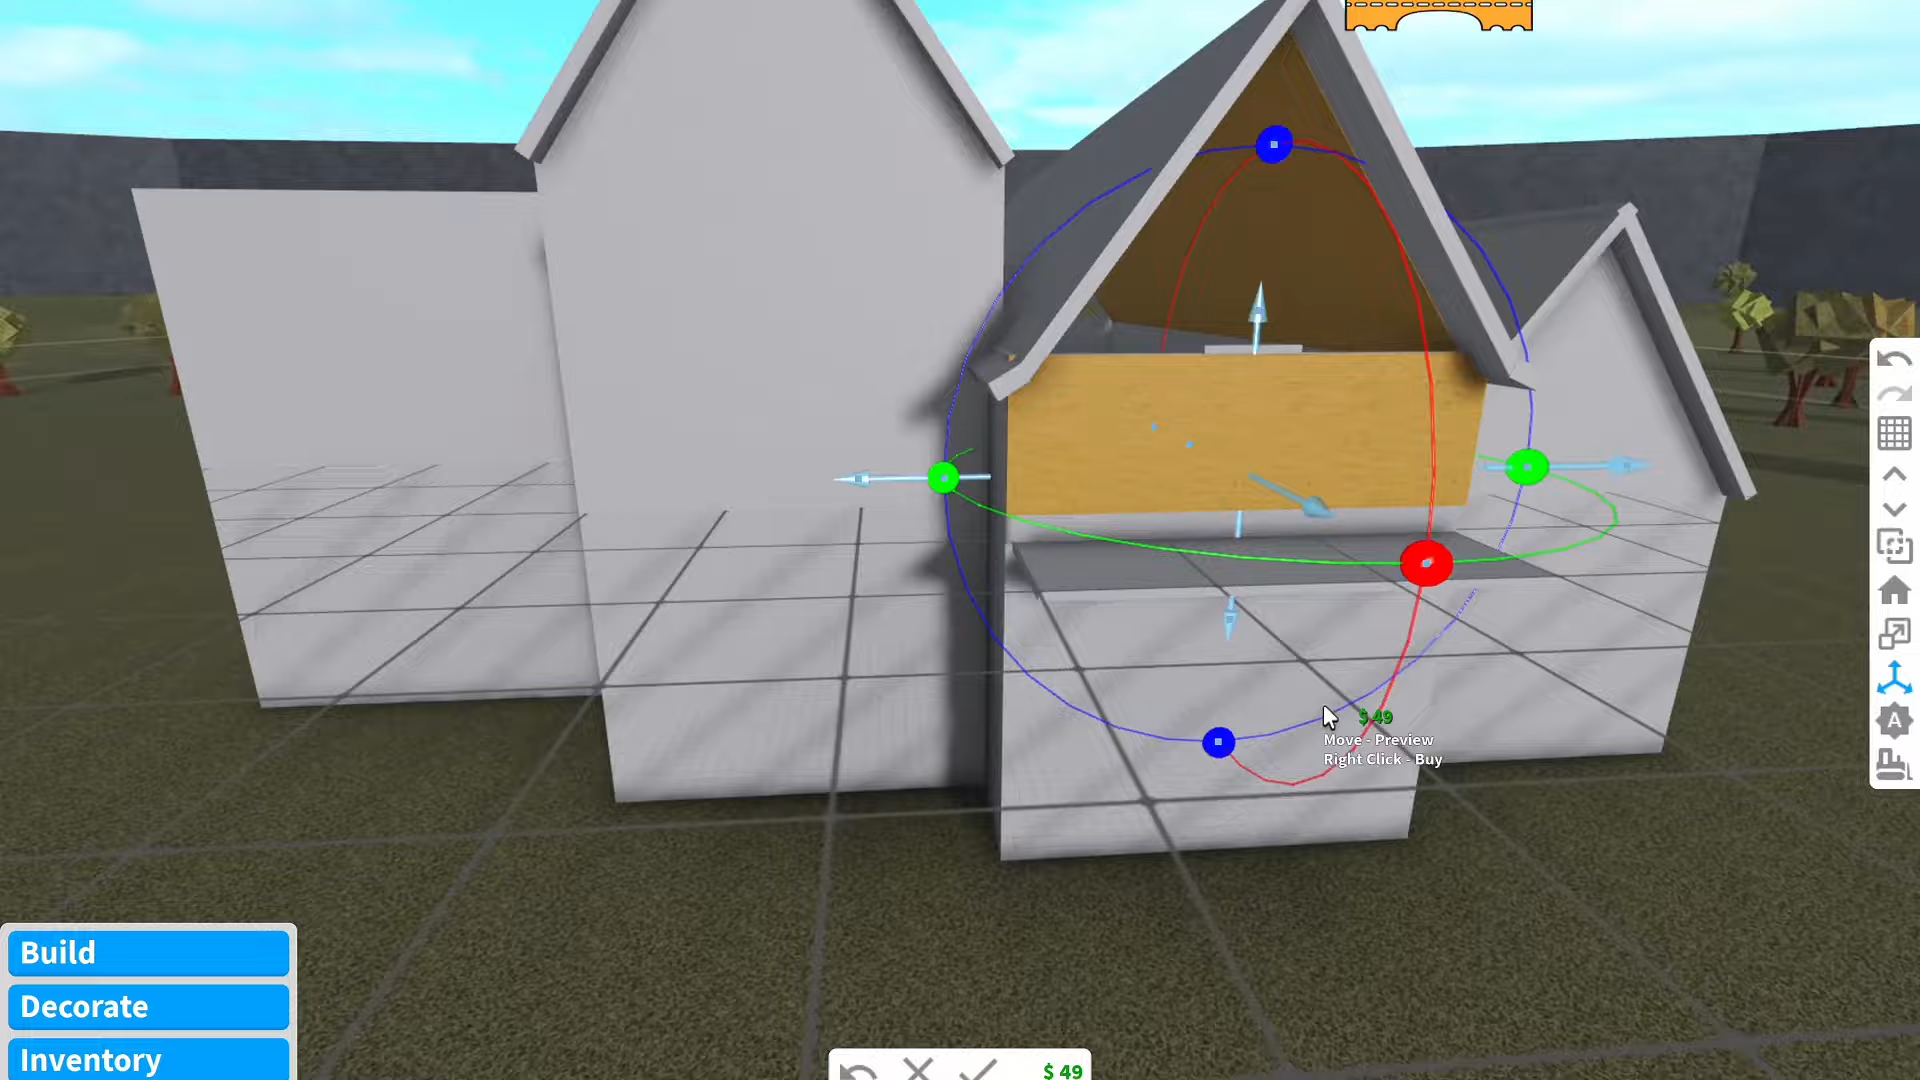 $ 49
Move - Preview
Right Click - Buy
A
Build
Decorate
Inventory
$ 49